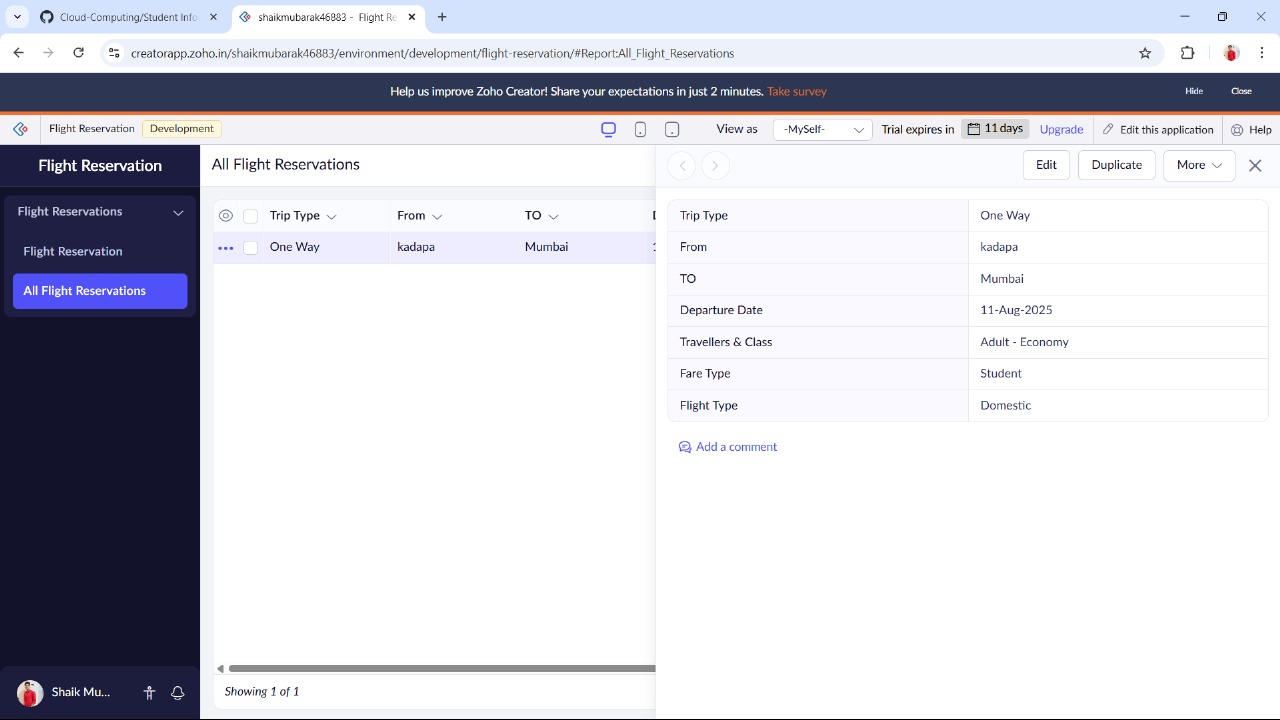 Cloud-Computing/Student Info
shaikmubarak46883 - Flight Re
creatorapp.zoho.in/shaikmubarak46883/environment/development/flight-reservation/#Report:All_Flight_Reservations
Help us improve Zoho Creator! Share your expectations in just 2 minutes. Take survey Hide Close
Flight Reservation Development View as -MySelf- Trial expires in 11 days Upgrade Edit this application Help
Flight Reservation
Flight Reservations
Flight Reservation
All Flight Reservations
Shaik Mu...
All Flight Reservations
Trip Type From TO
One Way kadapa Mumbai
Showing 1 of 1
Edit Duplicate More
Trip Type One Way
From kadapa
TO Mumbai
Departure Date 11-Aug-2025
Travellers & Class Adult - Economy
Fare Type Student
Flight Type Domestic
Add a comment